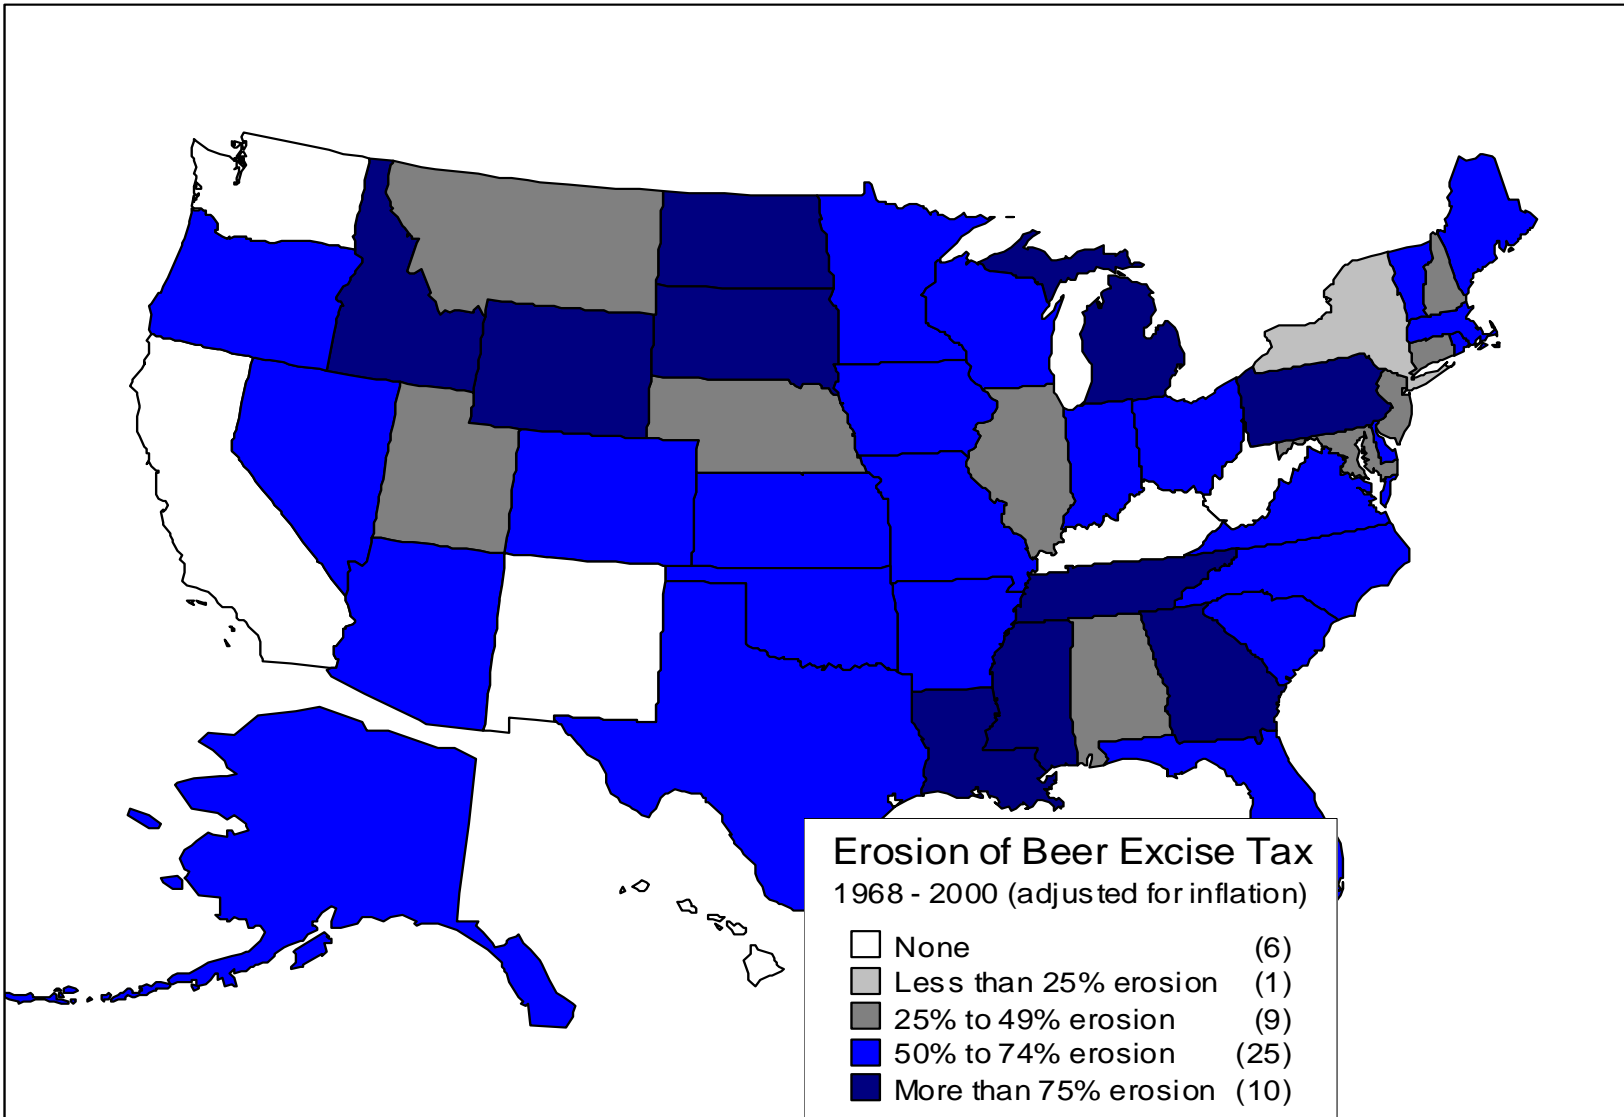 Erosion of Beer Excise Tax
1968 - 2000 (adjusted for inflation)
None (6)
Less than 25% erosion (1)
25% to 49% erosion (9)
50% to 74% erosion (25)
More than 75% erosion (10)